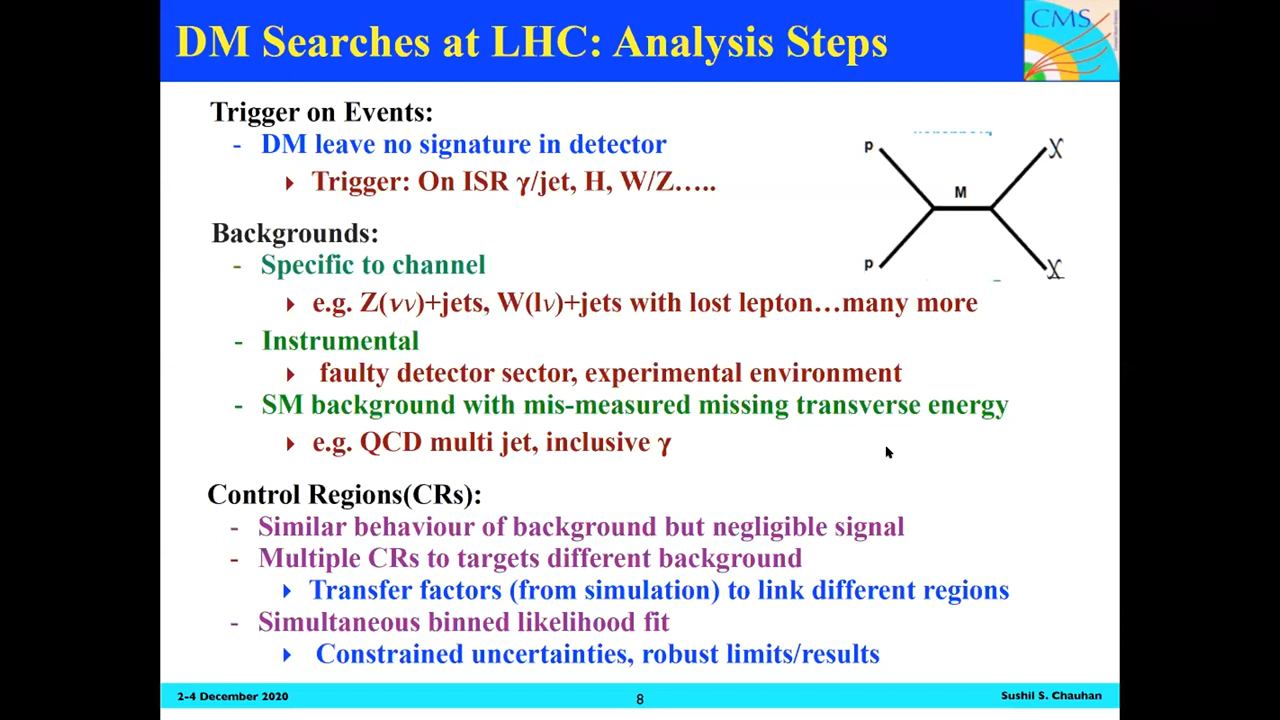 DM Searches at LHC: Analysis Steps
CMS
Trigger on Events:
- DM leave no signature in detector
Trigger: On ISR γ/jet, H, W/Z…..
p
χ
M
p
χ
Backgrounds:
- Specific to channel
e.g. Z(νν)+jets, W(lν)+jets with lost lepton…many more
- Instrumental
faulty detector sector, experimental environment
- SM background with mis-measured missing transverse energy
e.g. QCD multi jet, inclusive γ
Control Regions(CRs):
- Similar behaviour of background but negligible signal
- Multiple CRs to targets different background
Transfer factors (from simulation) to link different regions
- Simultaneous binned likelihood fit
Constrained uncertainties, robust limits/results
2-4 December 2020
8
Sushil S. Chauhan